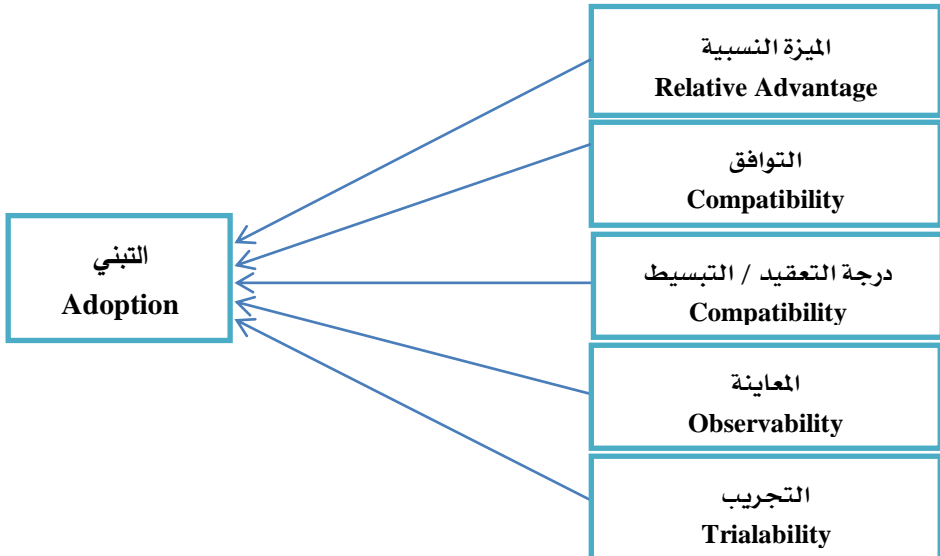 الميزة النسبية
Relative Advantage
التوافق
Compatibility
التبني
Adoption
درجة التعقيد / التبسيط
Compatibility
المعاينة
Observability
التجريب
Trialability